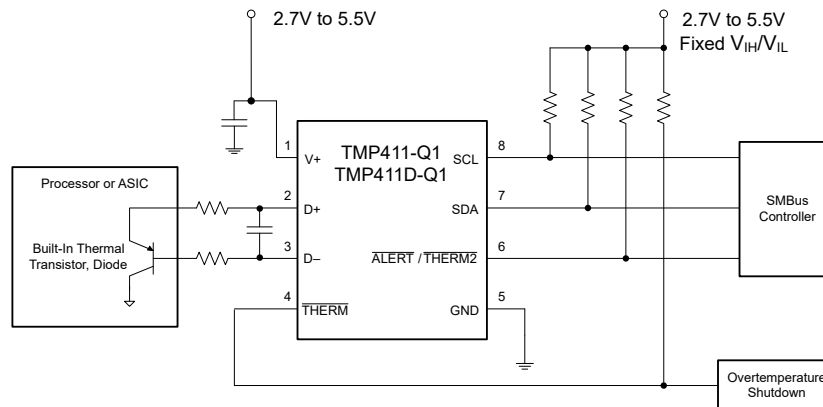 2.7V to 5.5V
2.7V to 5.5V
Fixed VIH/VIL
1
V+
TMP411-Q1
TMP411D-Q1
SCL
8
Processor or ASIC
Built-In Thermal
Transistor, Diode
2
D+
SDA
7
SMBus
Controller
3
D–
ALERT / THERM2
6
4
THERM
GND
5
Overtemperature
Shutdown